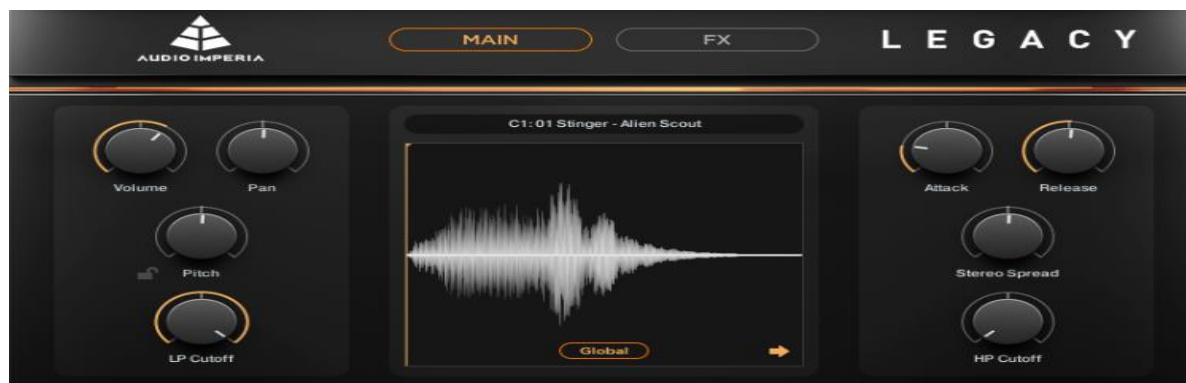 AUDIO IMPERIA
MAIN
FX
LEGACY
C1: 01 Stinger - Alien Scout
Volume
Pan
Pitch
LP Cutoff
Global
Attack
Release
Stereo Spread
HP Cutoff